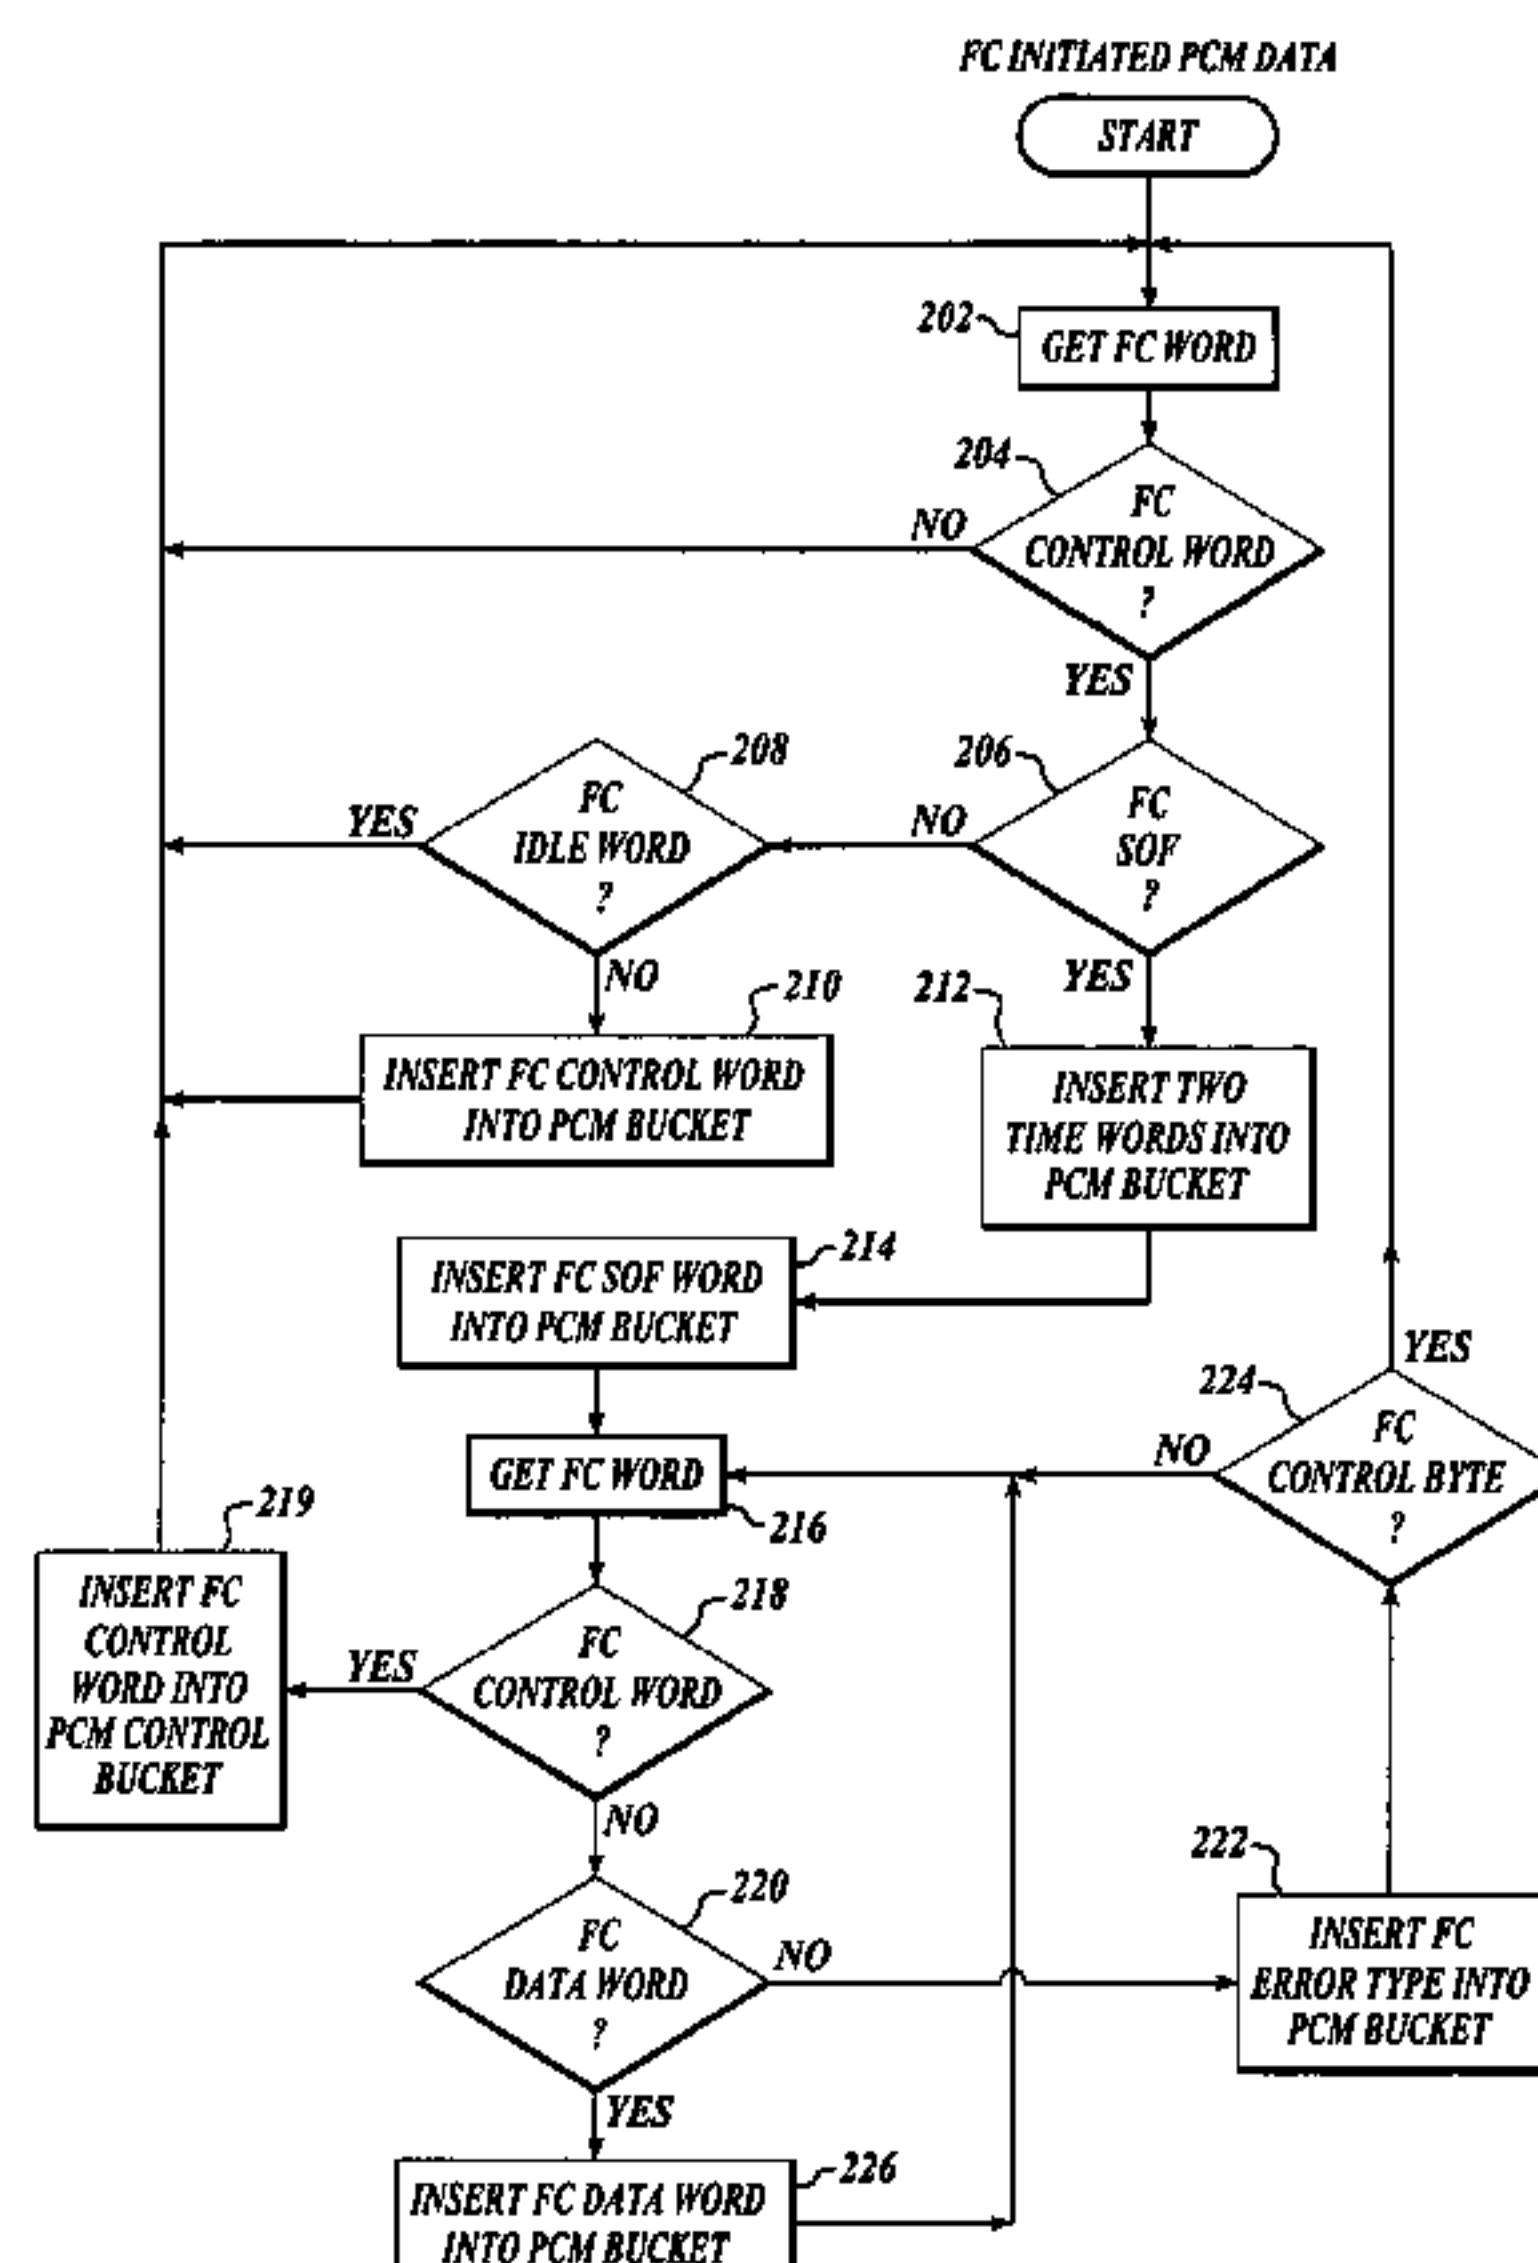 FC INITIATED PCM DATA
START
202
GET FC WORD
204
FC
CONTROL WORD
?
NO
YES
208
FC
IDLE WORD
?
YES
NO
206
FC
SOF
?
NO
YES
210
INSERT FC CONTROL WORD
INTO PCM BUCKET
212
INSERT TWO
TIME WORDS INTO
PCM BUCKET
214
INSERT FC SOF WORD
INTO PCM BUCKET
224
FC
CONTROL BYTE
?
YES
NO
GET FC WORD
216
219
INSERT FC
CONTROL
WORD INTO
PCM CONTROL
BUCKET
218
FC
CONTROL WORD
?
YES
NO
220
FC
DATA WORD
?
NO
YES
222
INSERT FC
ERROR TYPE INTO
PCM BUCKET
226
INSERT FC DATA WORD
INTO PCM BUCKET